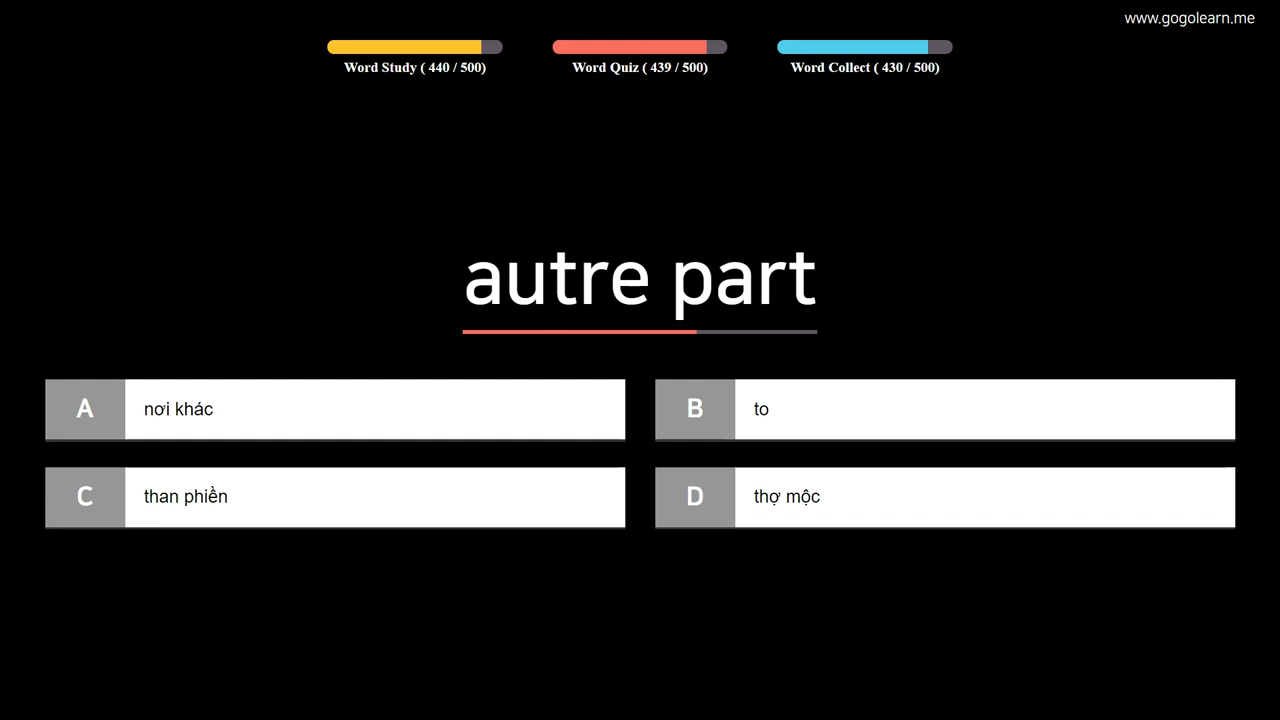 www.gogolearn.me
Word Study ( 440 / 500)
Word Quiz ( 439 / 500)
Word Collect ( 430 / 500)
autre part
A nơi khác
B to
C than phiền
D thợ mộc